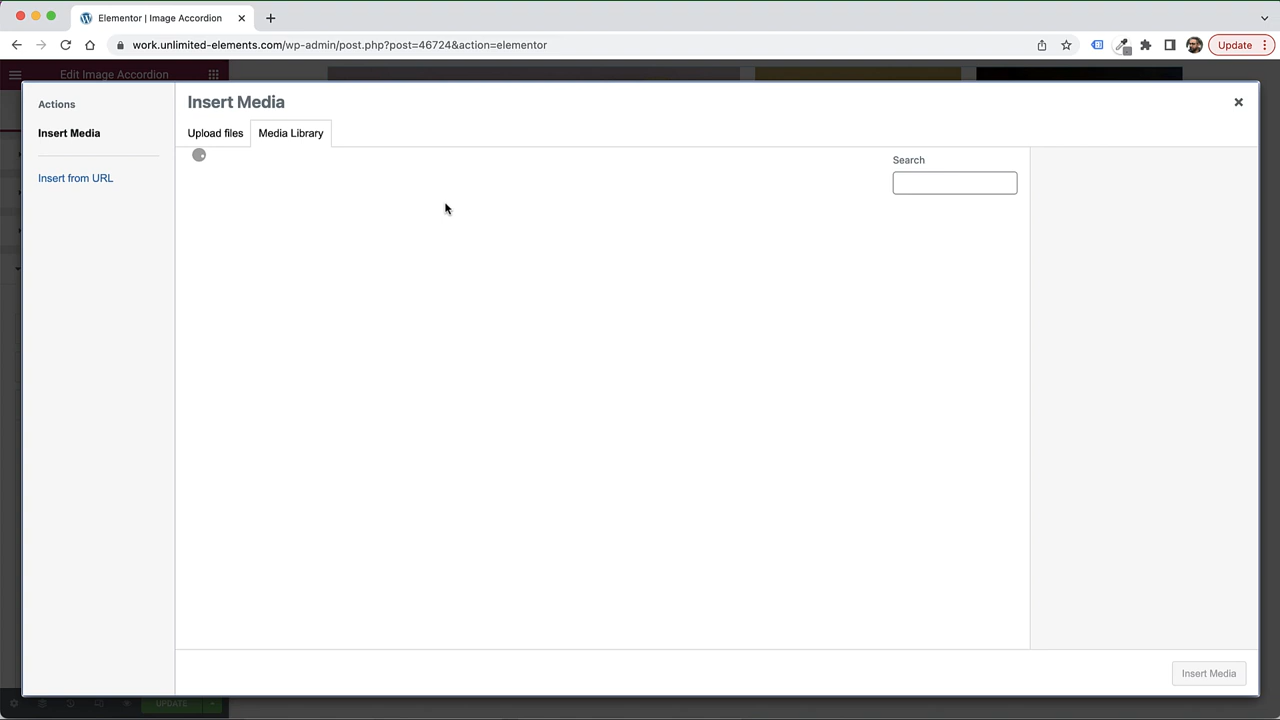 Elementor | Image Accordion
work.unlimited-elements.com/wp-admin/post.php?post=46724&action=elementor
Update
Edit Image Accordion
Actions
Insert Media
Insert from URL
Insert Media
Upload files
Media Library
Search
Insert Media
UPDATE